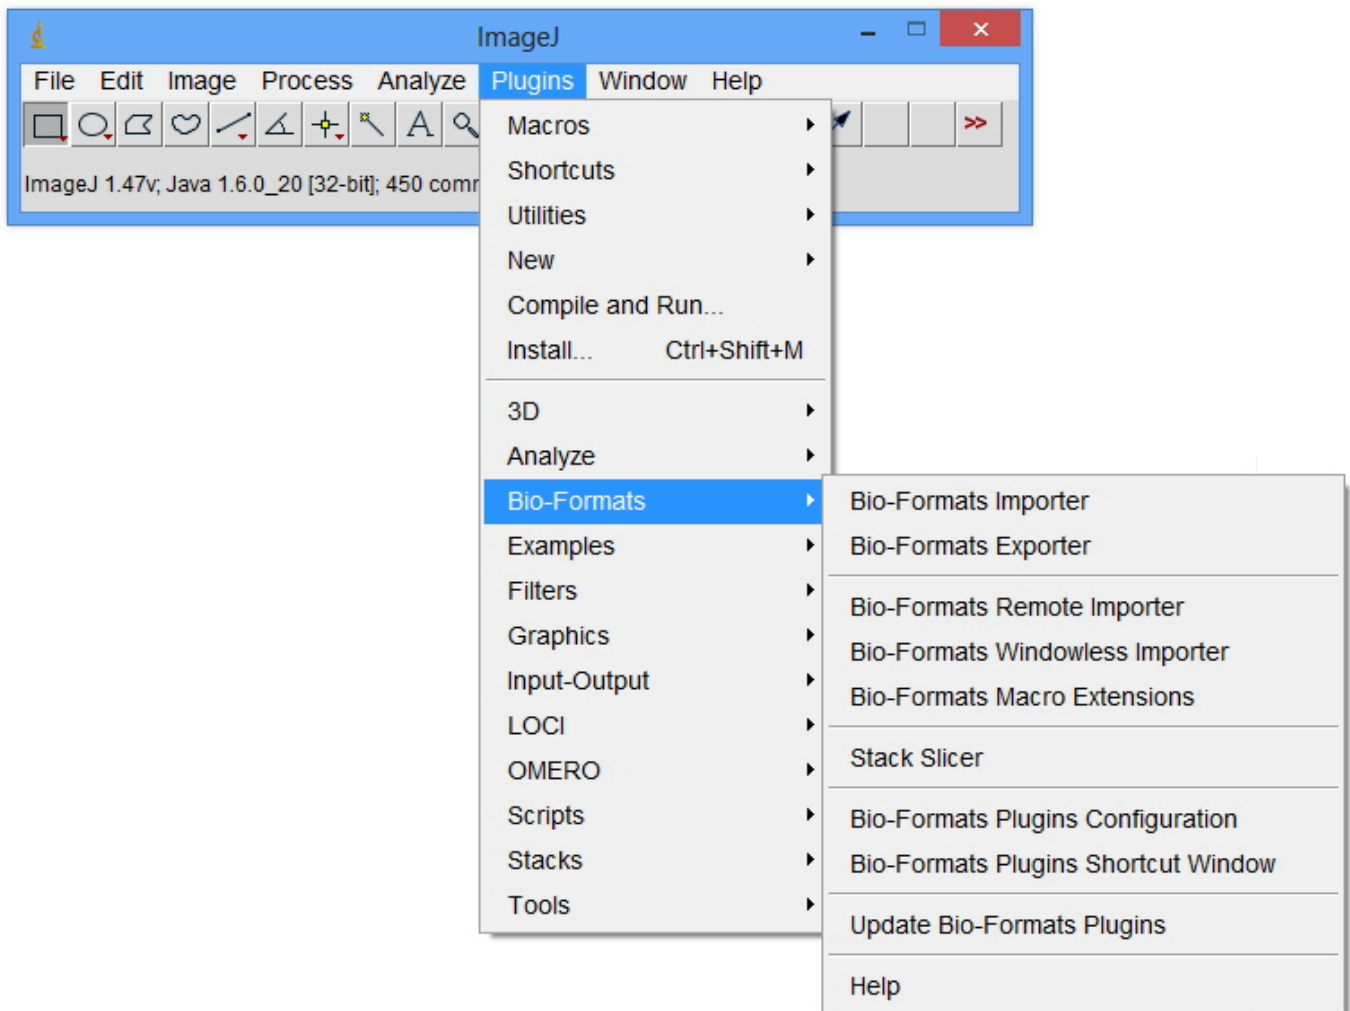 ImageJ
File Edit Image Process Analyze Plugins Window Help
A >>
ImageJ 1.47v; Java 1.6.0_20 [32-bit]; 450
Macros
Shortcuts
Utilities
New
Compile and Run...
Install... Ctrl+Shift+M
3D
Analyze
Bio-Formats
Examples
Filters
Graphics
Input-Output
LOCI
OMERO
Scripts
Stacks
Tools
Bio-Formats Importer
Bio-Formats Exporter
Bio-Formats Remote Importer
Bio-Formats Windowless Importer
Bio-Formats Macro Extensions
Stack Slicer
Bio-Formats Plugins Configuration
Bio-Formats Plugins Shortcut Window
Update Bio-Formats Plugins
Help